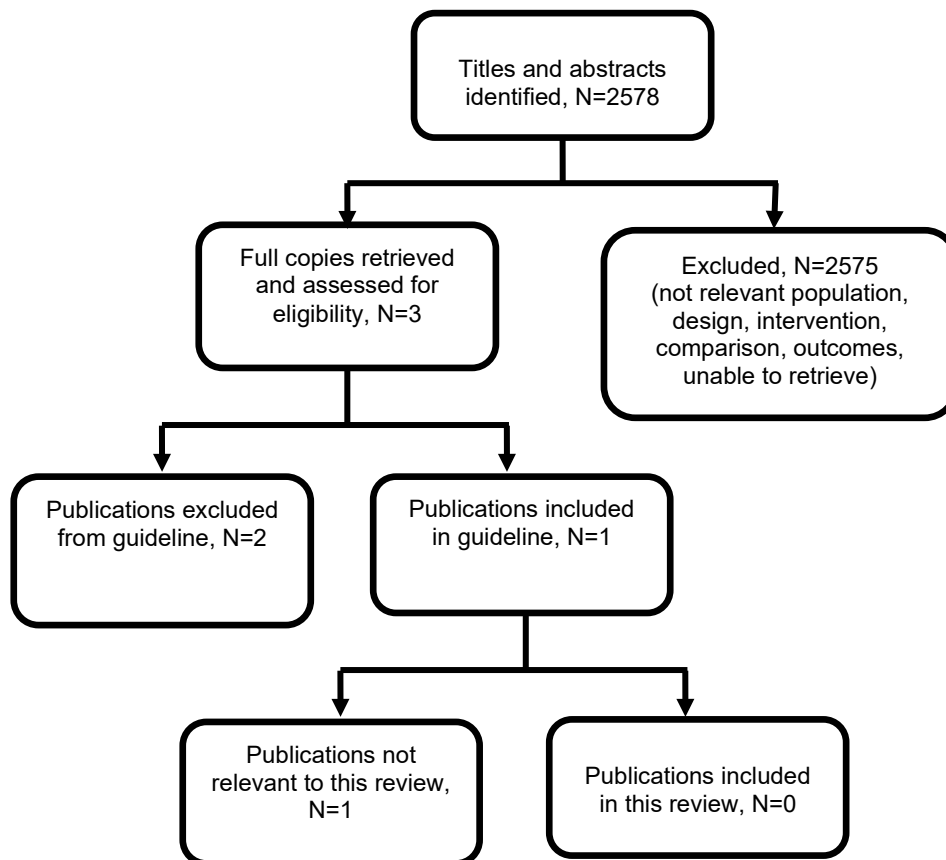 Titles and abstracts
identified, N=2578
Full copies retrieved
and assessed for
eligibility, N=3
Excluded, N=2575
(not relevant population,
design, intervention,
comparison, outcomes,
unable to retrieve)
Publications excluded
from guideline, N=2
Publications included
in guideline, N=1
Publications not
relevant to this review,
N=1
Publications included
in this review, N=0